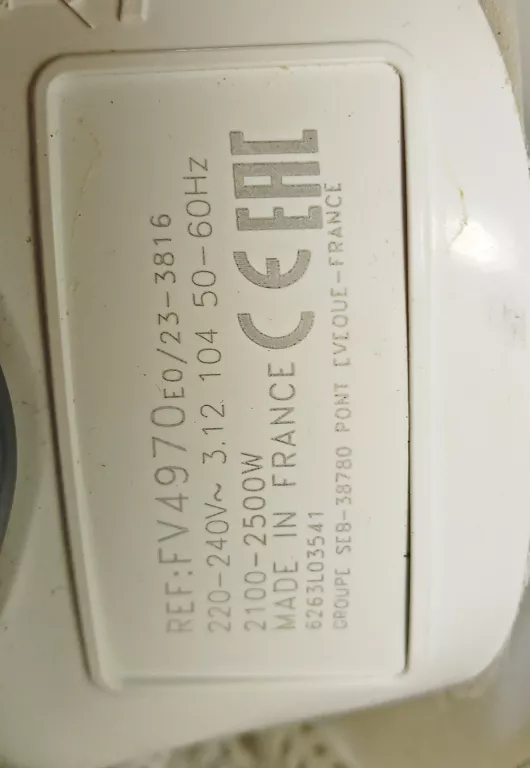 REF:FV4970E0/23-3816
220-240V~ 3.12 104 50-60Hz
2100-2500W
MADE IN FRANCE CE EAC
6263L03541
GROUPE SEB-38780 PONT EVEQUE-FRANCE